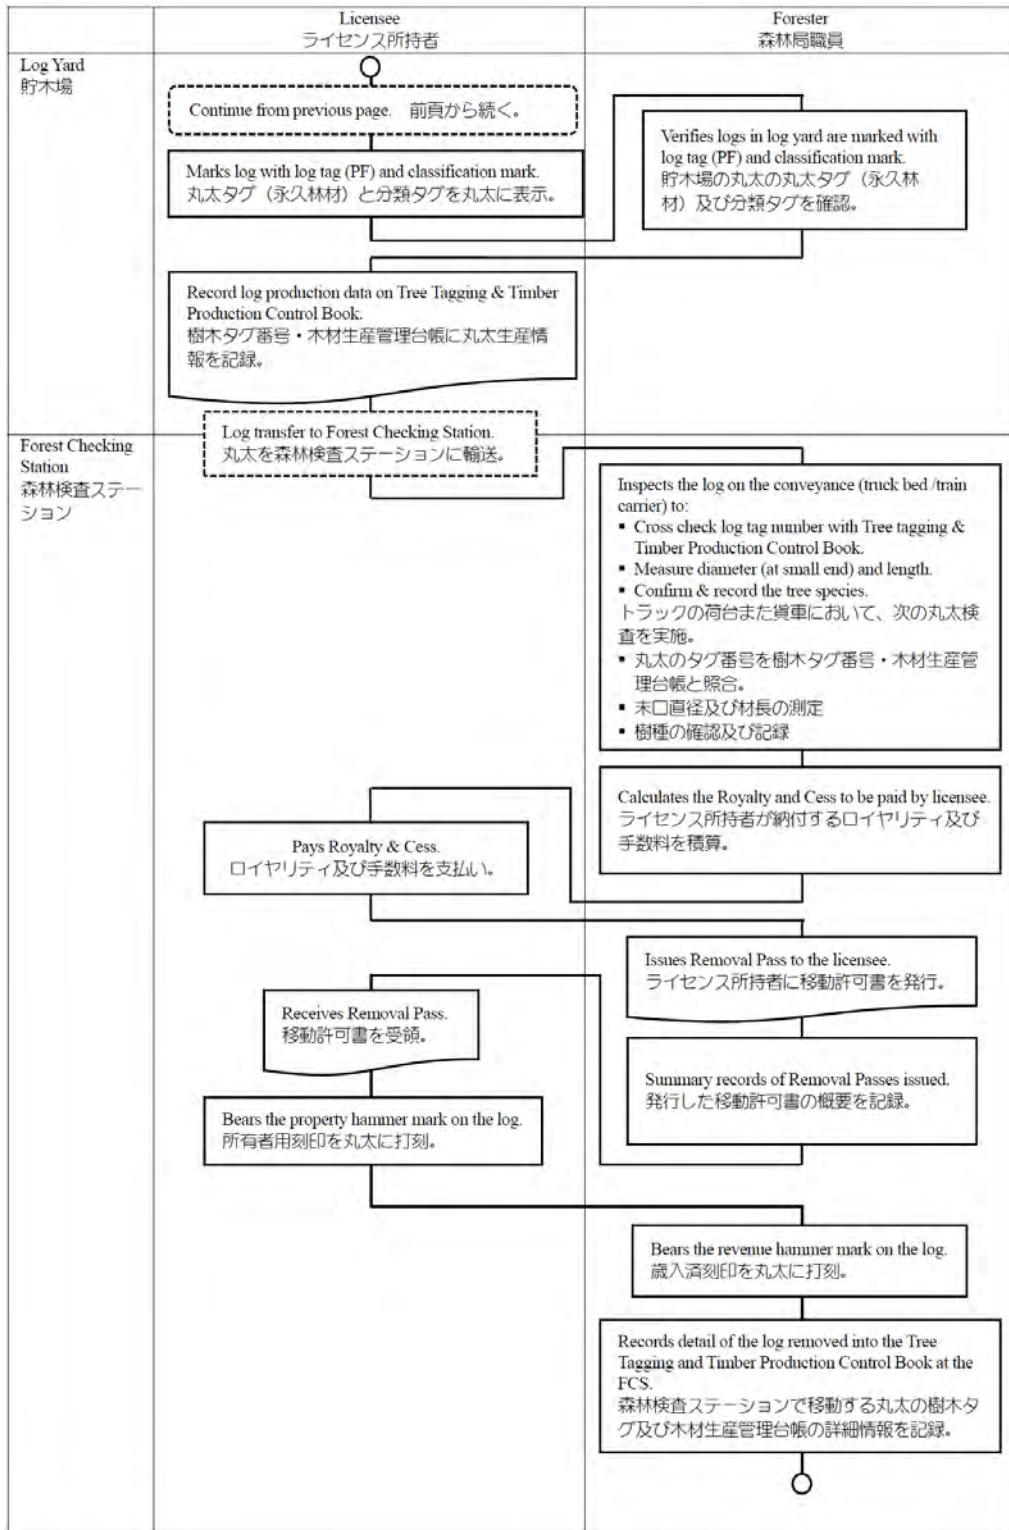 Licensee
ライセンス所持者
Forester
森林局職員
Log Yard
貯木場
Continue from previous page. 前頁から続く。
Marks log with log tag (PF) and classification mark.
丸太タグ（永久林材）と分類タグを丸太に表示。
Verifies logs in log yard are marked with
log tag (PF) and classification mark.
貯木場の丸太の丸太タグ（永久林
材）及び分類タグを確認。
Record log production data on Tree Tagging & Timber
Production Control Book.
樹木タグ番号・木材生産管理台帳に丸太生産情
報を記録。
Log transfer to Forest Checking Station.
丸太を森林検査ステーションに輸送。
Forest Checking
Station
森林検査ステー
ション
Inspects the log on the conveyance (truck bed /train
carrier) to:
▪ Cross check log tag number with Tree tagging &
Timber Production Control Book.
▪ Measure diameter (at small end) and length.
▪ Confirm & record the tree species.
トラックの荷台また貨車において、次の丸太検
査を実施。
▪ 丸太のタグ番号を樹木タグ番号・木材生産管
理台帳と照合。
▪ 末口直径及び材長の測定
▪ 樹種の確認及び記録
Calculates the Royalty and Cess to be paid by licensee.
ライセンス所持者が納付するロイヤリティ及び
手数料を積算。
Pays Royalty & Cess.
ロイヤリティ及び手数料を支払い。
Issues Removal Pass to the licensee.
ライセンス所持者に移動許可書を発行。
Receives Removal Pass.
移動許可書を受領。
Summary records of Removal Passes issued.
発行した移動許可書の概要を記録。
Bears the property hammer mark on the log.
所有者用刻印を丸太に打刻。
Bears the revenue hammer mark on the log.
歳入済刻印を丸太に打刻。
Records detail of the log removed into the Tree
Tagging and Timber Production Control Book at the
FCS.
森林検査ステーションで移動する丸太の樹木タ
グ及び木材生産管理台帳の詳細情報を記録。